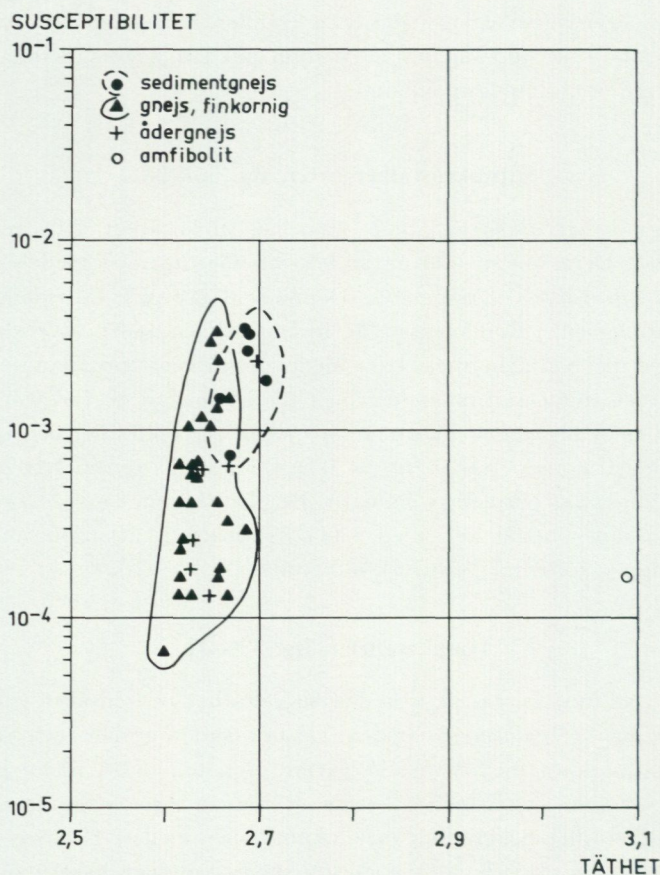 SUSCEPTIBILITET
10⁻¹
sedimentgnejs
gnejs, finkornig
ådergnejs
amfibolit
10⁻²
10⁻³
10⁻⁴
10⁻⁵
2,5 2,7 2,9 3,1
TÄTHET